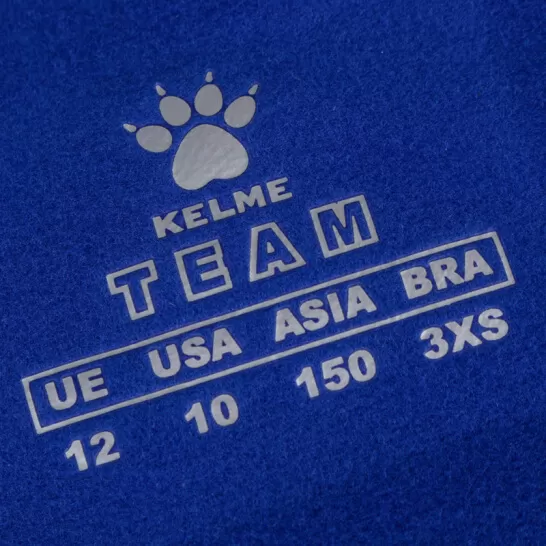 KELME
TEAM
UE USA ASIA BRA
12 10 150 3XS